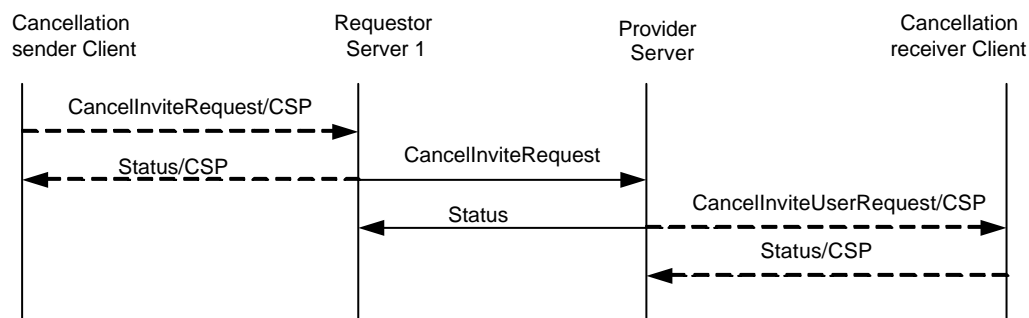 Cancellation
sender Client
Requestor
Server 1
Provider
Server
Cancellation
receiver Client
CancelInviteRequest/CSP
Status/CSP
CancelInviteRequest
Status
CancelInviteUserRequest/CSP
Status/CSP